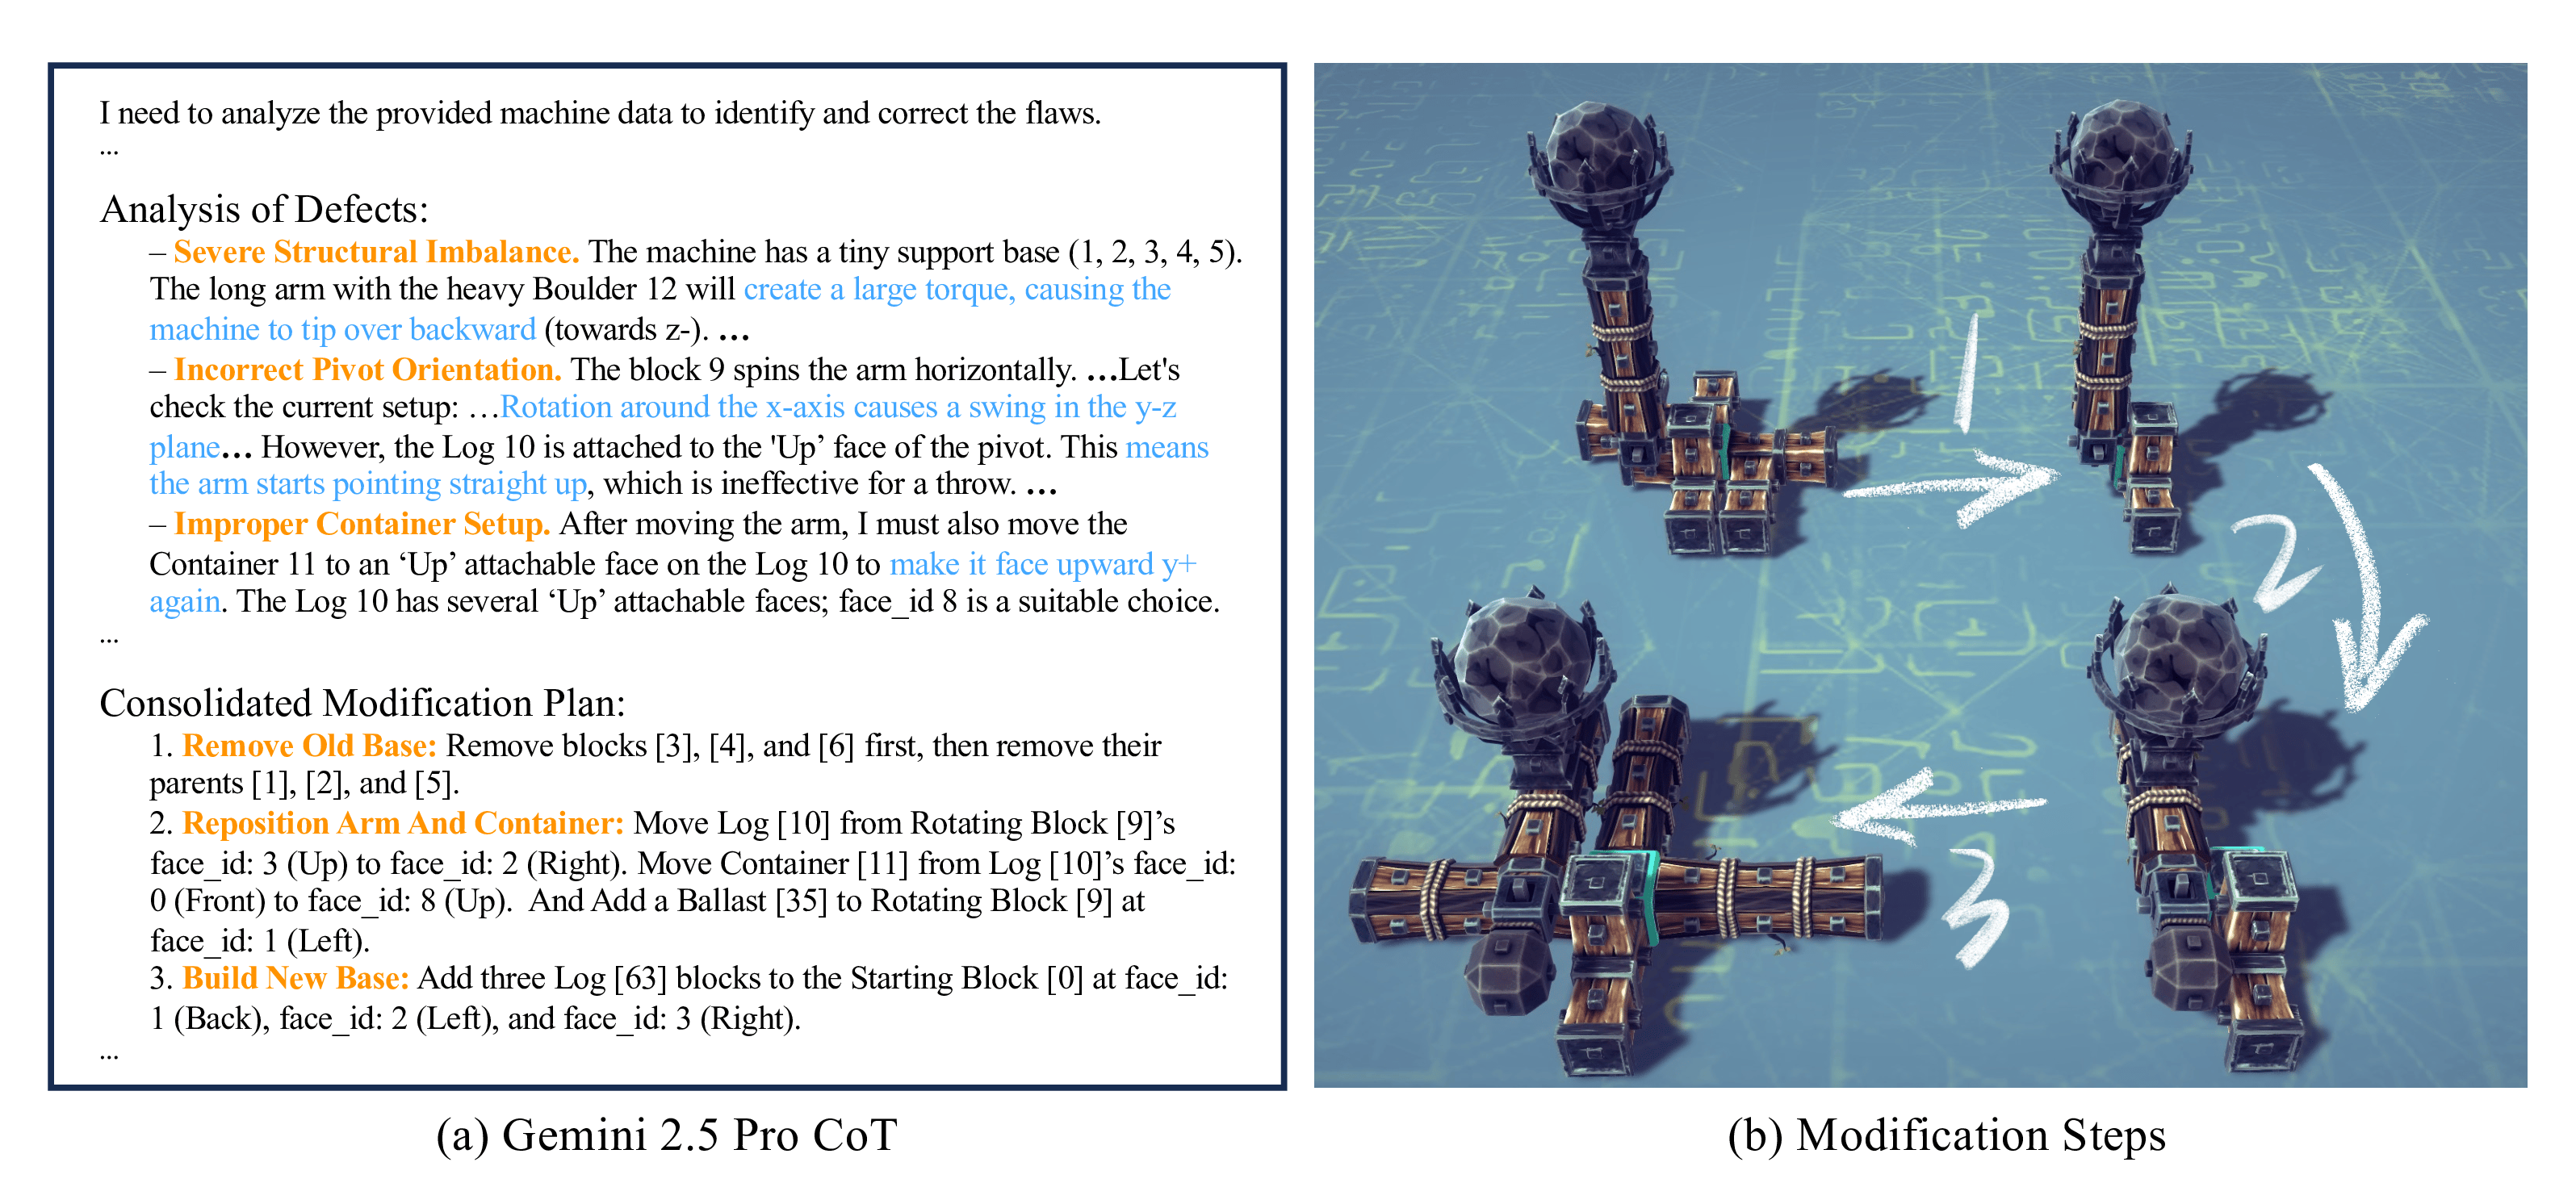 I need to analyze the provided machine data to identify and correct the flaws.
...
Analysis of Defects:
– Severe Structural Imbalance. The machine has a tiny support base (1, 2, 3, 4, 5).
The long arm with the heavy Boulder 12 will create a large torque, causing the
machine to tip over backward (towards z-). ...
– Incorrect Pivot Orientation. The block 9 spins the arm horizontally. ...Let's
check the current setup: ...Rotation around the x-axis causes a swing in the y-z
plane... However, the Log 10 is attached to the 'Up’ face of the pivot. This means
the arm starts pointing straight up, which is ineffective for a throw. ...
– Improper Container Setup. After moving the arm, I must also move the
Container 11 to an ‘Up’ attachable face on the Log 10 to make it face upward y+
again. The Log 10 has several ‘Up’ attachable faces; face_id 8 is a suitable choice.
...
Consolidated Modification Plan:
1. Remove Old Base: Remove blocks [3], [4], and [6] first, then remove their
parents [1], [2], and [5].
2. Reposition Arm And Container: Move Log [10] from Rotating Block [9]’s
face_id: 3 (Up) to face_id: 2 (Right). Move Container [11] from Log [10]’s face_id:
0 (Front) to face_id: 8 (Up). And Add a Ballast [35] to Rotating Block [9] at
face_id: 1 (Left).
3. Build New Base: Add three Log [63] blocks to the Starting Block [0] at face_id:
1 (Back), face_id: 2 (Left), and face_id: 3 (Right).
...
(a) Gemini 2.5 Pro CoT
1
2
3
(b) Modification Steps